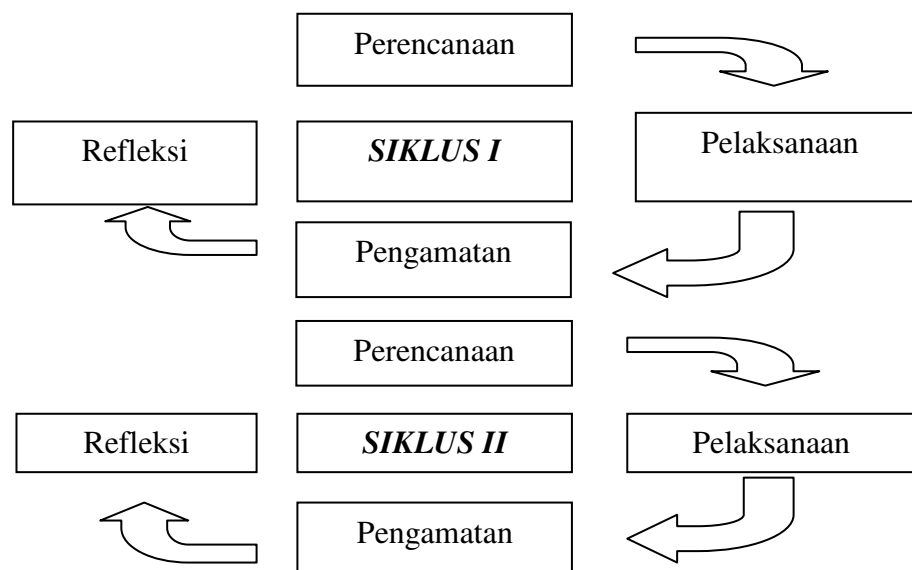 Perencanaan
Refleksi
SIKLUS I
Pelaksanaan
Pengamatan
Perencanaan
Refleksi
SIKLUS II
Pelaksanaan
Pengamatan